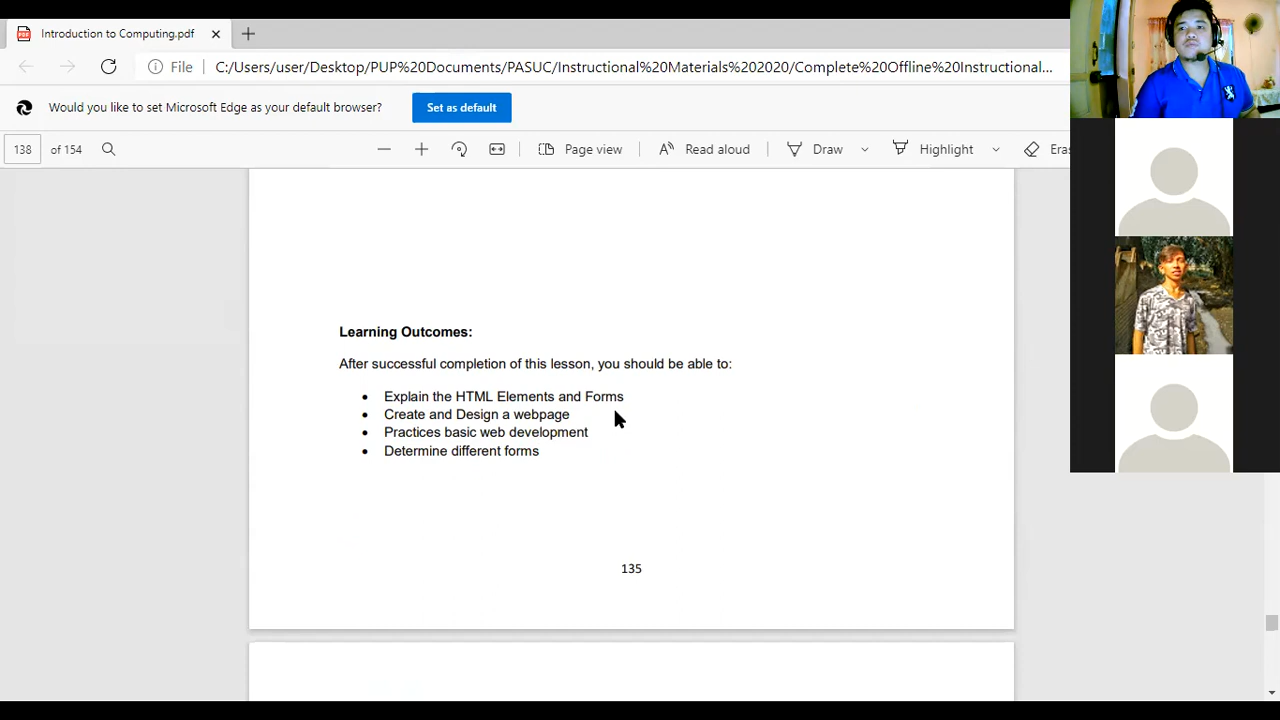 Introduction to Computing.pdf
File C:/Users/user/Desktop/PUP%20Documents/PASUC/Instructional%20Materials%202020/Complete%20Offline%20Instructional...
Would you like to set Microsoft Edge as your default browser? Set as default
138 of 154 Page view A Read aloud Draw Highlight Eras
Learning Outcomes:
After successful completion of this lesson, you should be able to:
• Explain the HTML Elements and Forms
• Create and Design a webpage
• Practices basic web development
• Determine different forms
135